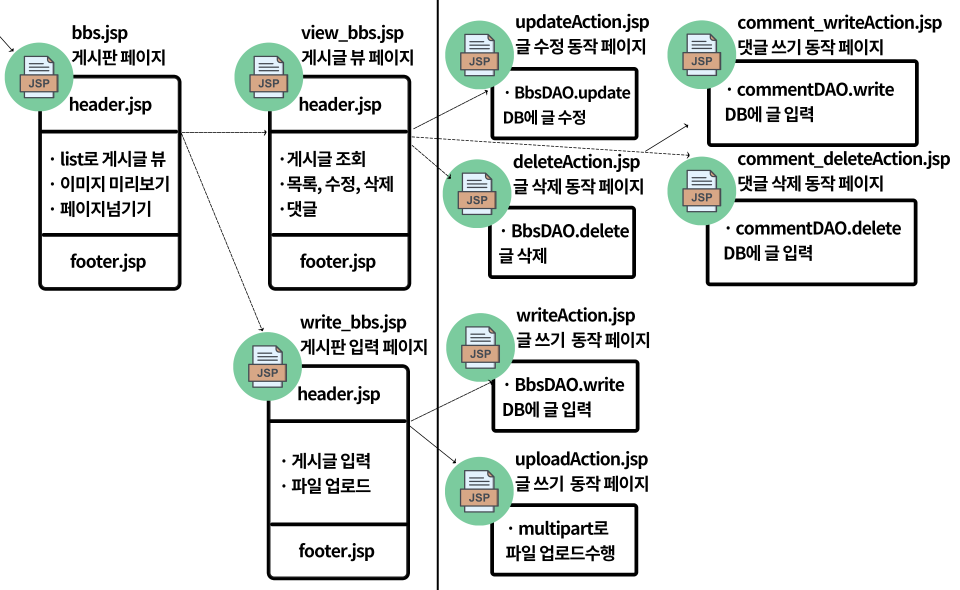 bbs.jsp
게시판 페이지
JSP
header.jsp
· list로 게시글 뷰
· 이미지 미리보기
· 페이지넘기기
footer.jsp
view_bbs.jsp
게시글 뷰 페이지
JSP
header.jsp
· 게시글 조회
· 목록, 수정, 삭제
· 댓글
footer.jsp
write_bbs.jsp
게시판 입력 페이지
JSP
header.jsp
· 게시글 입력
· 파일 업로드
footer.jsp
updateAction.jsp
글 수정 동작 페이지
JSP
· BbsDAO.update
DB에 글 수정
deleteAction.jsp
글 삭제 동작 페이지
JSP
· BbsDAO.delete
글 삭제
comment_writeAction.jsp
댓글 쓰기 동작 페이지
JSP
· commentDAO.write
DB에 글 입력
comment_deleteAction.jsp
댓글 삭제 동작 페이지
JSP
· commentDAO.delete
DB에 글 입력
writeAction.jsp
글 쓰기 동작 페이지
JSP
· BbsDAO.write
DB에 글 입력
uploadAction.jsp
글 쓰기 동작 페이지
JSP
· multipart로
파일 업로드수행